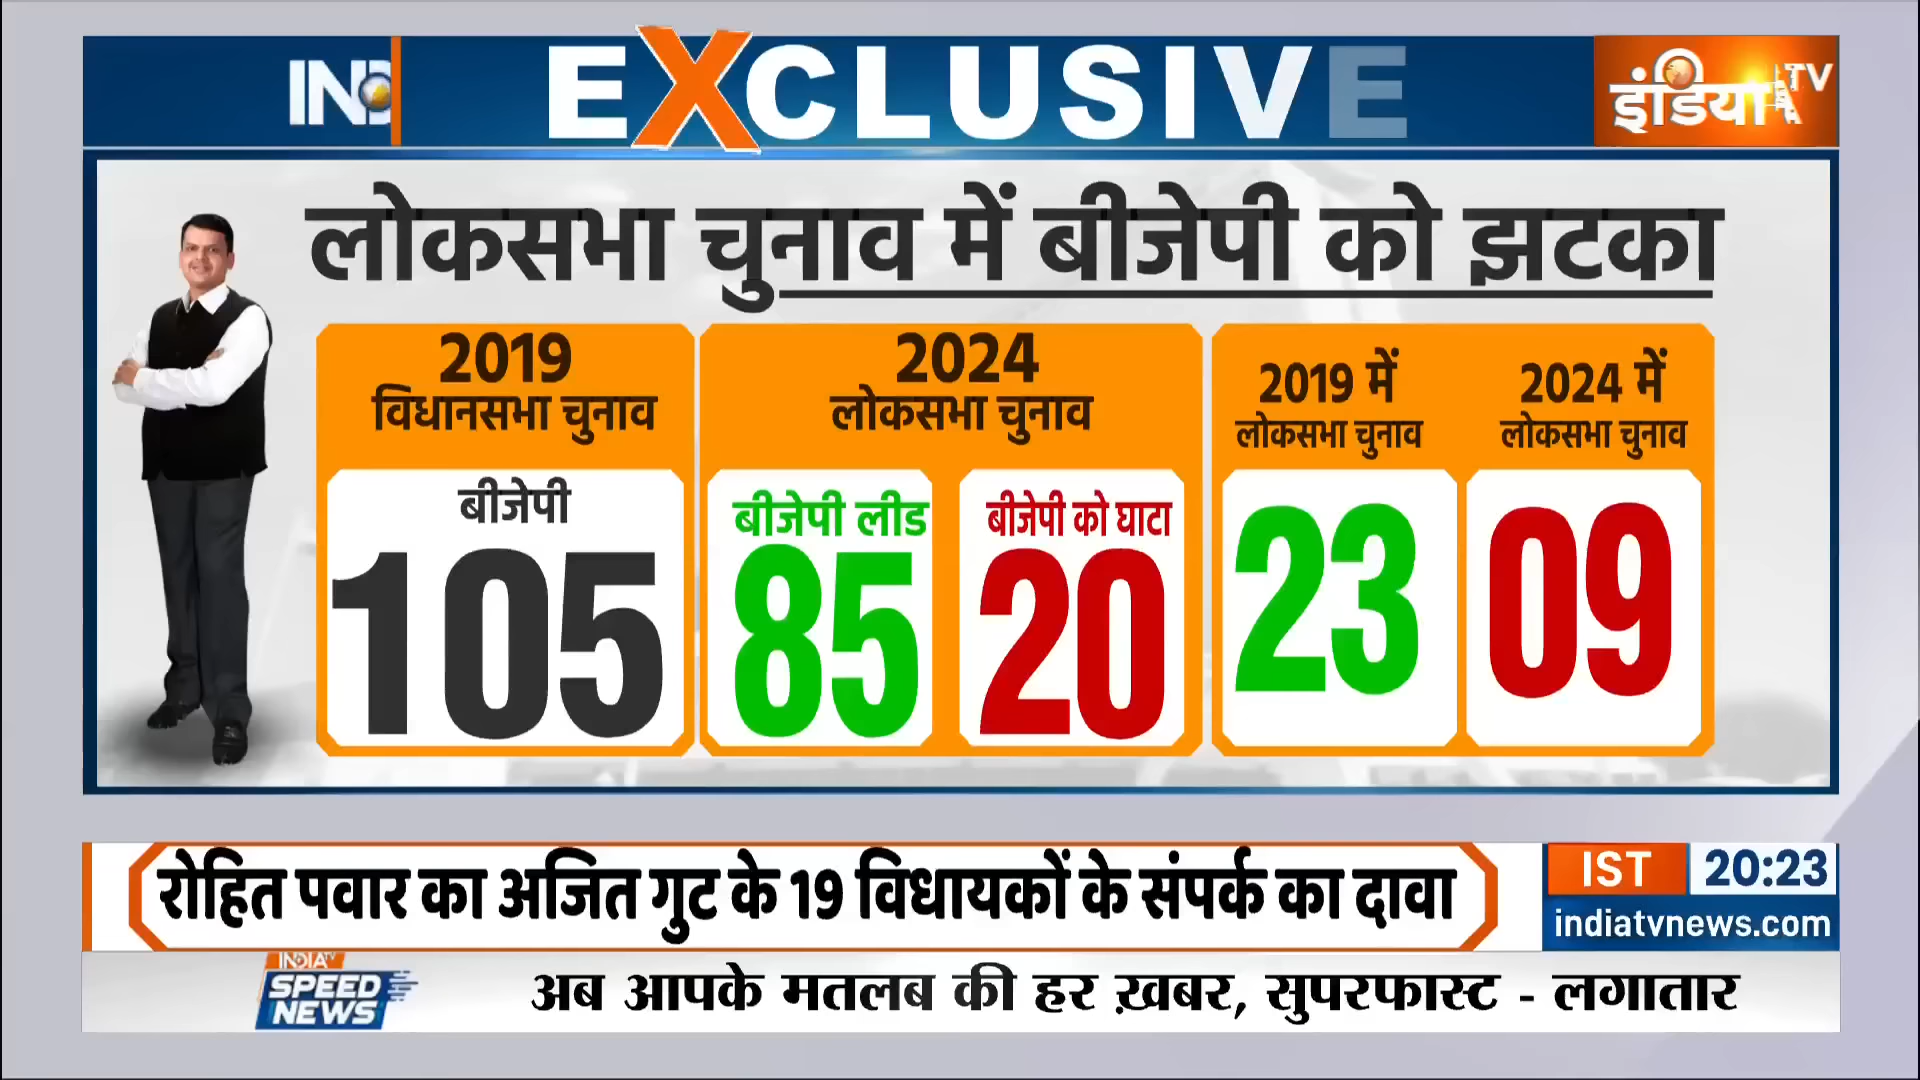 IND
EXCLUSIVE
इंडिया TV
लोकसभा चुनाव में बीजेपी को झटका
2019
विधानसभा चुनाव
बीजेपी
105
2024
लोकसभा चुनाव
बीजेपी लीड
85
बीजेपी को घाटा
20
2019 में
लोकसभा चुनाव
23
2024 में
लोकसभा चुनाव
09
रोहित पवार का अजित गुट के 19 विधायकों के संपर्क का दावा
IST 20:23
indiatvnews.com
INDIA TV
SPEED
NEWS
अब आपके मतलब की हर ख़बर, सुपरफास्ट - लगातार